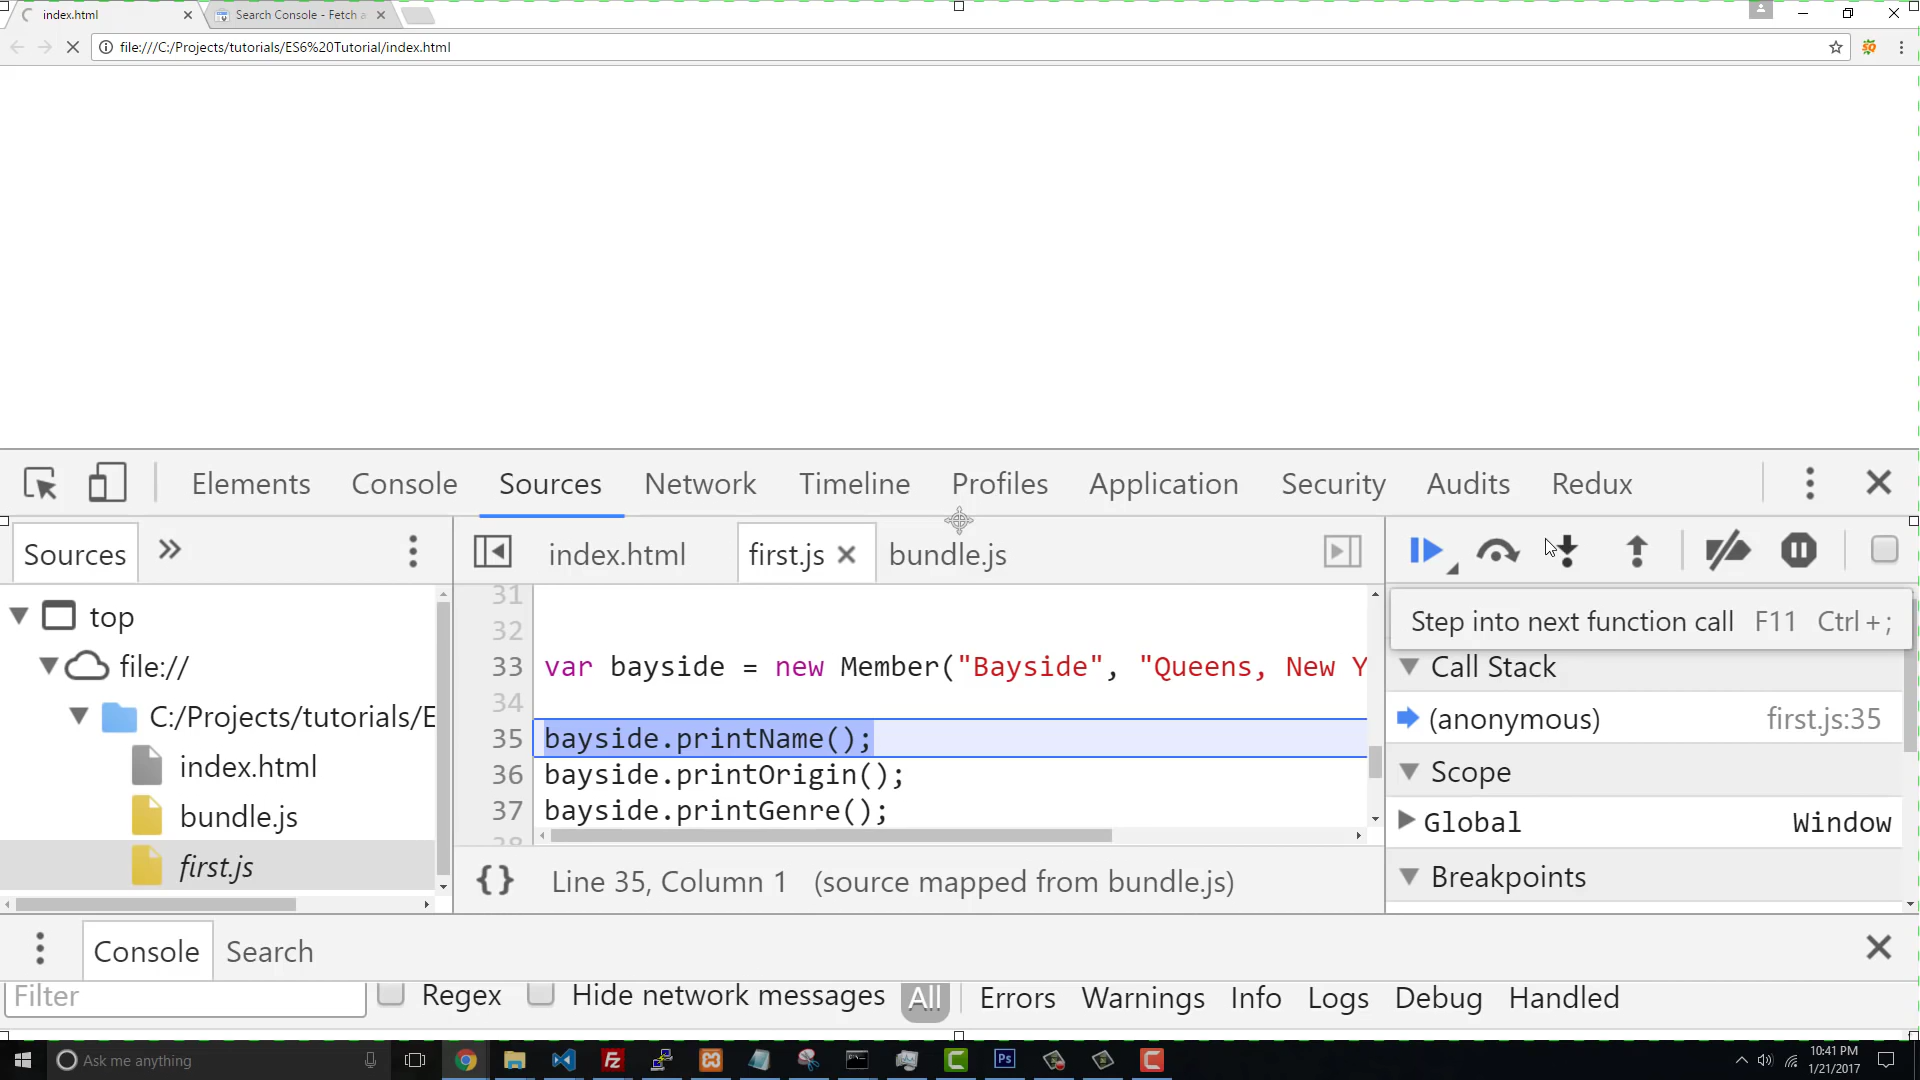 index.html
Search Console - Fetch a
file:///C:/Projects/tutorials/ES6%20Tutorial/index.html
Elements Console Sources Network Timeline Profiles Application Security Audits Redux
Sources
index.html first.js bundle.js
Step into next function call F11 Ctrl + ;
top
file://
C:/Projects/tutorials/E
index.html
bundle.js
first.js
31
32
33 var bayside = new Member("Bayside", "Queens, New Y
34
35 bayside.printName();
36 bayside.printOrigin();
37 bayside.printGenre();
38
Call Stack
(anonymous) first.js:35
Scope
Global Window
Breakpoints
{} Line 35, Column 1 (source mapped from bundle.js)
Console Search
Filter Regex Hide network messages All Errors Warnings Info Logs Debug Handled
Ask me anything
Ps
10:41 PM
1/21/2017